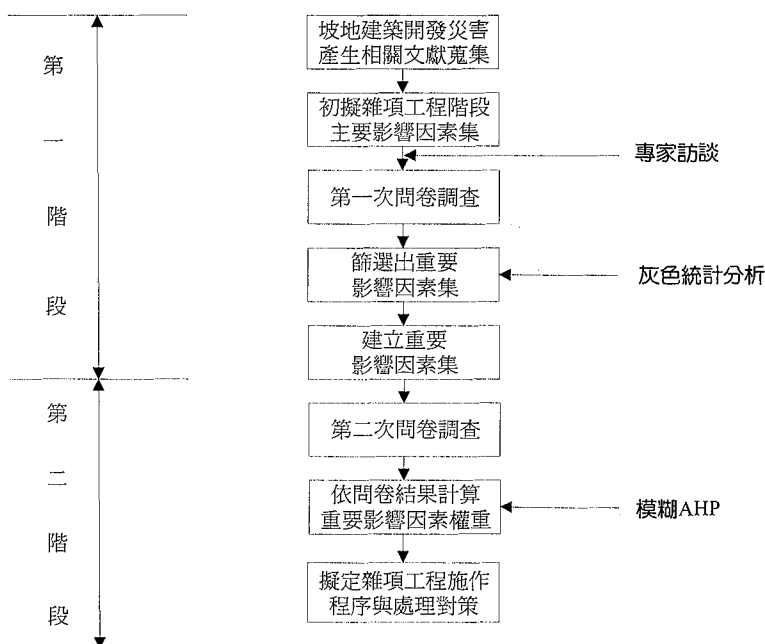 坡地建築開發災害
產生相關文獻蒐集
初擬雜項工程階段
主要影響因素集
專家訪談
第一次問卷調查
篩選出重要
影響因素集
灰色統計分析
建立重要
影響因素集
第一階段
第二次問卷調查
依問卷結果計算
重要影響因素權重
模糊AHP
擬定雜項工程施作
程序與處理對策
第二階段